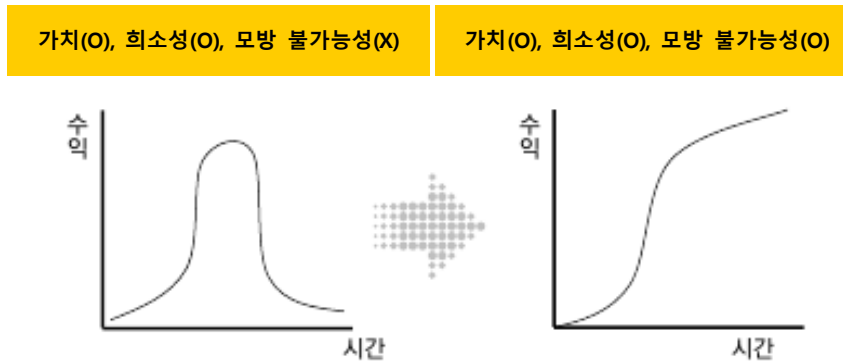 가치(O), 희소성(O), 모방 불가능성(X)
가치(O), 희소성(O), 모방 불가능성(O)
수익
시간
수익
시간